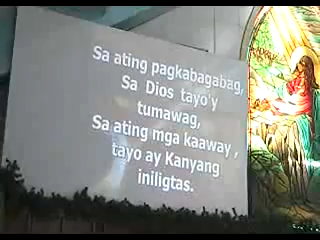 Sa ating pagkabagabag,
Sa Dios tayo'y
tumawag,
Sa ating mga kaaway ,
tayo ay Kanyang
iniligtas.